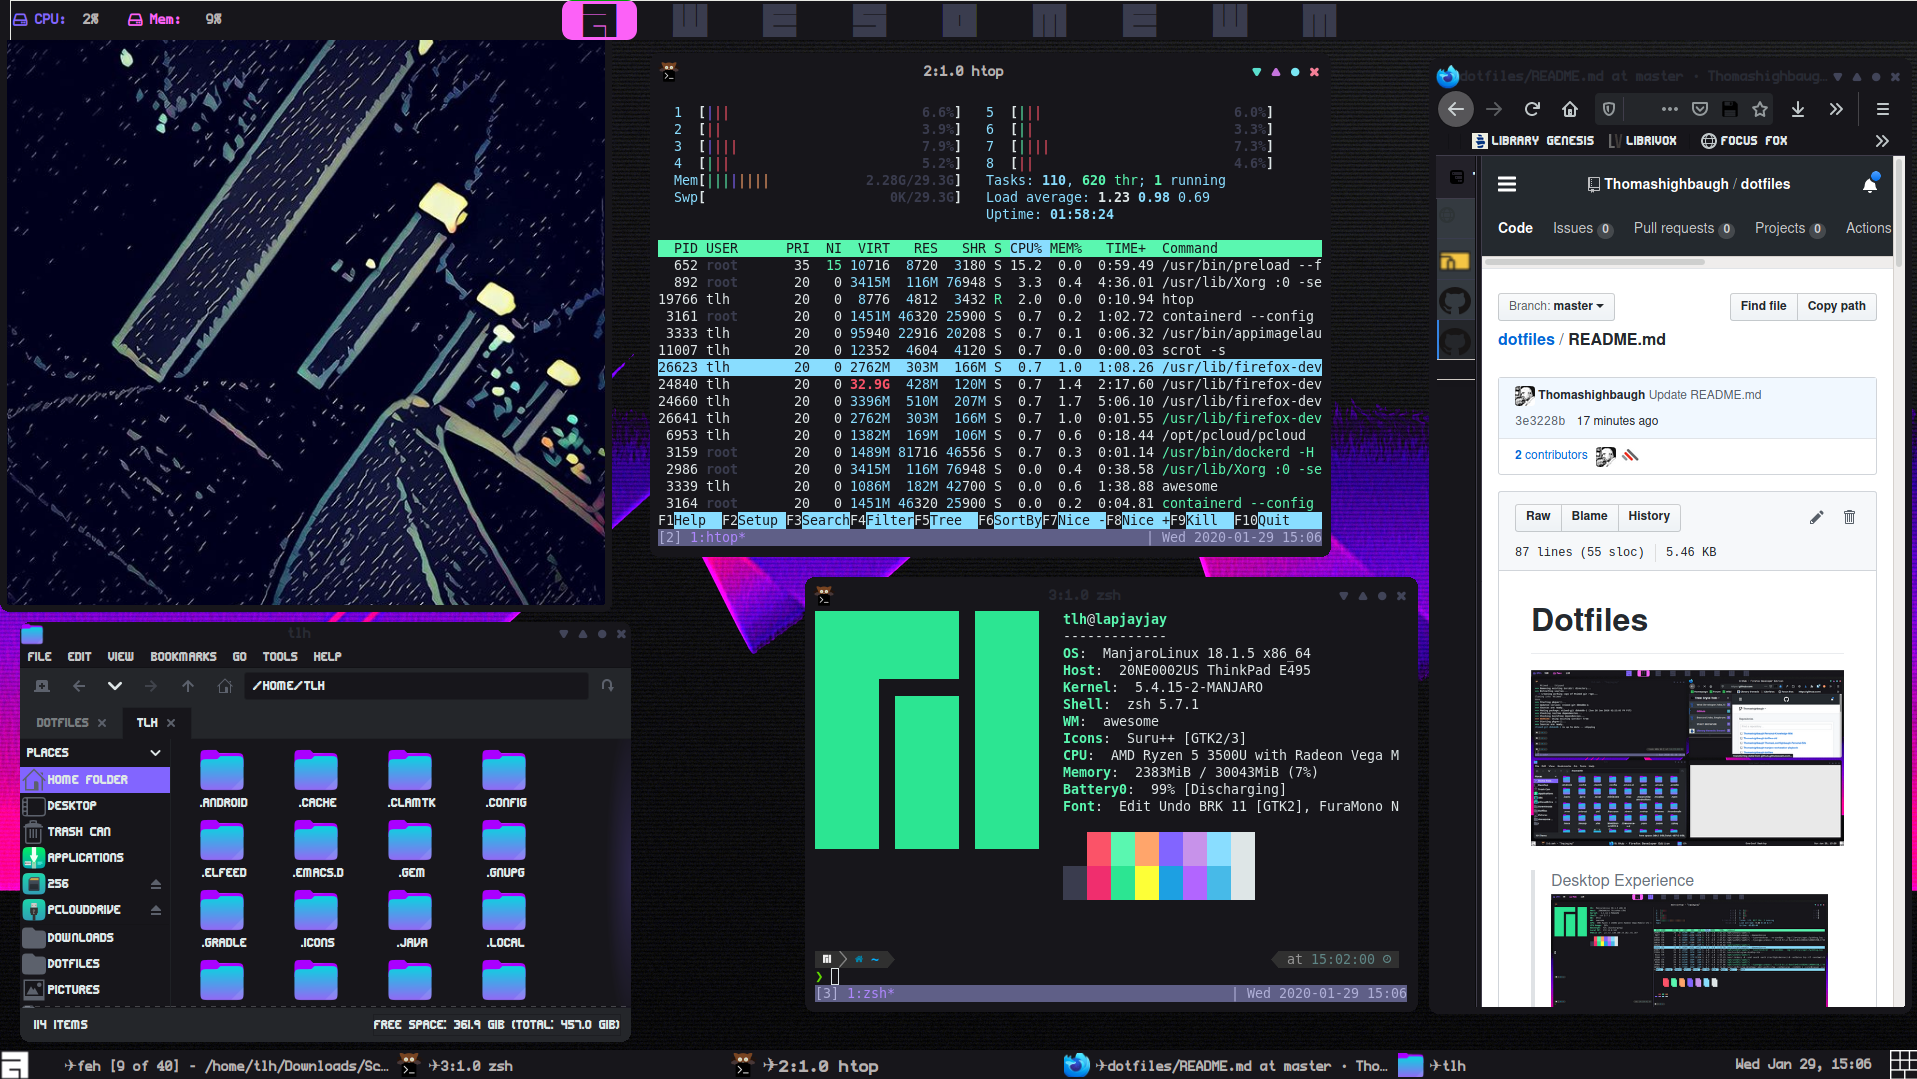 CPU: 2% Mem: 9%
2:1.0 htop
1 [||| 6.6%] 5 [||| 6.0%]
2 [|| 3.9%] 6 [|| 3.3%]
3 [|||| 7.9%] 7 [|||| 7.3%]
4 [||| 5.2%] 8 [|| 4.6%]
Mem[|||||||| 2.28G/29.3G] Tasks: 110, 620 thr; 1 running
Swp[ 0K/29.3G] Load average: 1.23 0.98 0.69
Uptime: 01:58:24
PID USER PRI NI VIRT RES SHR S CPU% MEM% TIME+ Command
652 root 35 15 10716 8720 3180 S 15.2 0.0 0:59.49 /usr/bin/preload --f
892 root 20 0 3415M 116M 76948 S 3.3 0.4 4:36.01 /usr/lib/Xorg :0 -se
19766 tlh 20 0 8776 4812 3432 R 2.0 0.0 0:10.94 htop
3161 root 20 0 1451M 46320 25900 S 0.7 0.2 1:02.72 containerd --config
3333 tlh 20 0 95940 22916 20208 S 0.7 0.1 0:06.32 /usr/bin/appimagelau
11007 tlh 20 0 12352 4604 4120 S 0.7 0.0 0:00.03 scrot -s
26623 tlh 20 0 2762M 303M 166M S 0.7 1.0 1:08.26 /usr/lib/firefox-dev
24840 tlh 20 0 32.9G 428M 120M S 0.7 1.4 2:17.60 /usr/lib/firefox-dev
24660 tlh 20 0 3396M 510M 207M S 0.7 1.7 5:06.10 /usr/lib/firefox-dev
26641 tlh 20 0 2762M 303M 166M S 0.7 1.0 0:01.55 /usr/lib/firefox-dev
6953 tlh 20 0 1382M 169M 106M S 0.7 0.6 0:18.44 /opt/pcloud/pcloud
3159 root 20 0 1489M 81716 46556 S 0.7 0.3 0:01.14 /usr/bin/dockerd -H
2986 root 20 0 3415M 116M 76948 S 0.0 0.4 0:38.58 /usr/lib/Xorg :0 -se
3339 tlh 20 0 1086M 182M 42700 S 0.0 0.6 1:38.88 awesome
3164 root 20 0 1451M 46320 25900 S 0.0 0.2 0:04.81 containerd --config
F1Help F2Setup F3SearchF4FilterF5Tree F6SortByF7Nice -F8Nice +F9Kill F10Quit
[2] 1:htop* | Wed 2020-01-29 15:06
dotfiles/README.md at master · Thomashighbaug…
LIBRARY GENESIS LIBRIVOX FOCUS FOX
Thomashighbaugh / dotfiles
Code Issues 0 Pull requests 0 Projects 0 Actions
Branch: master Find file Copy path
dotfiles / README.md
Thomashighbaugh Update README.md
3e3228b 17 minutes ago
2 contributors
Raw Blame History
87 lines (55 sloc) 5.46 KB
Dotfiles
Desktop Experience
3:1.0 zsh
tlh@lapjayjay
-------------
OS: ManjaroLinux 18.1.5 x86_64
Host: 20NE0002US ThinkPad E495
Kernel: 5.4.15-2-MANJARO
Shell: zsh 5.7.1
WM: awesome
Icons: Suru++ [GTK2/3]
CPU: AMD Ryzen 5 3500U with Radeon Vega M
Memory: 2383MiB / 30043MiB (7%)
Battery0: 99% [Discharging]
Font: Edit Undo BRK 11 [GTK2], FuraMono N
~ at 15:02:00
❯
[3] 1:zsh* | Wed 2020-01-29 15:06
tlh
FILE EDIT VIEW BOOKMARKS GO TOOLS HELP
/HOME/TLH
DOTFILES TLH
PLACES
HOME FOLDER
DESKTOP
TRASH CAN
APPLICATIONS
256
PCLOUDDRIVE
DOWNLOADS
DOTFILES
PICTURES
.ANDROID .CACHE .CLAMTK .CONFIG
.ELFEED .EMACS.D .GEM .GNUPG
.GRADLE .ICONS .JAVA .LOCAL
114 ITEMS FREE SPACE: 361.9 GIB (TOTAL: 457.0 GIB)
✈feh [9 of 40] - /home/tlh/Downloads/Sc… ✈3:1.0 zsh ✈2:1.0 htop ✈dotfiles/README.md at master · Tho… ✈tlh Wed Jan 29, 15:06